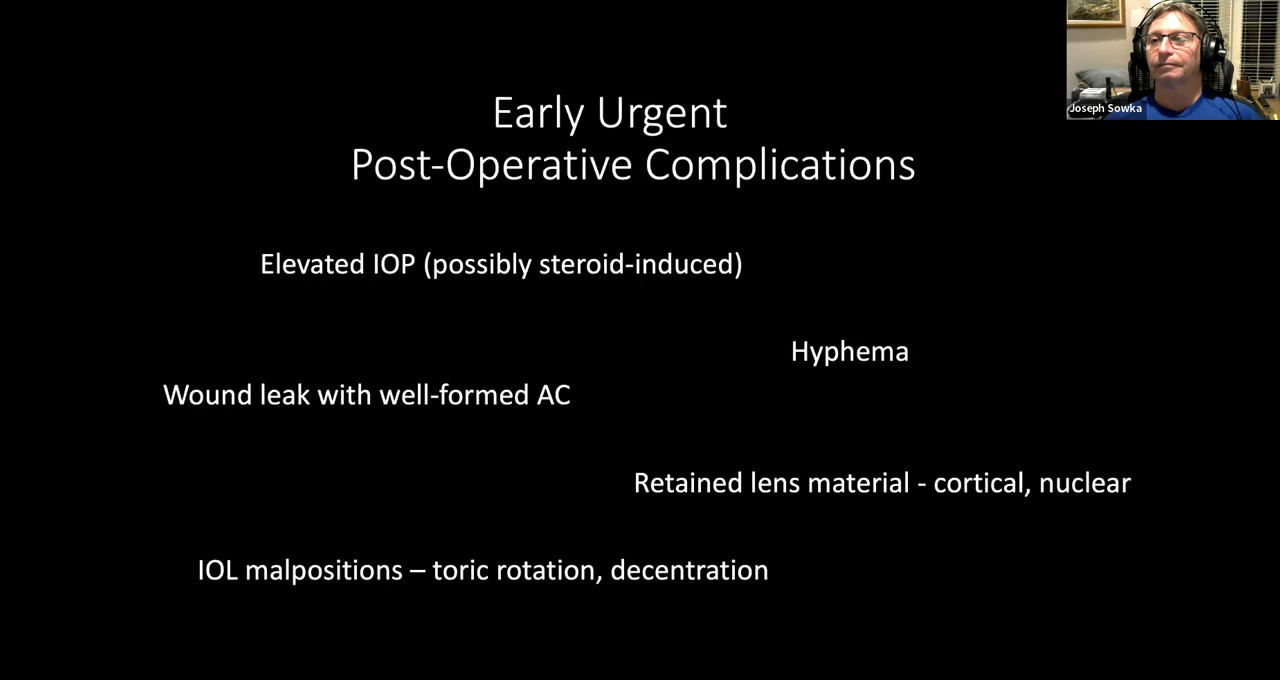 Joseph Sowka
Early Urgent
Post-Operative Complications
Elevated IOP (possibly steroid-induced)
Hyphema
Wound leak with well-formed AC
Retained lens material - cortical, nuclear
IOL malpositions – toric rotation, decentration